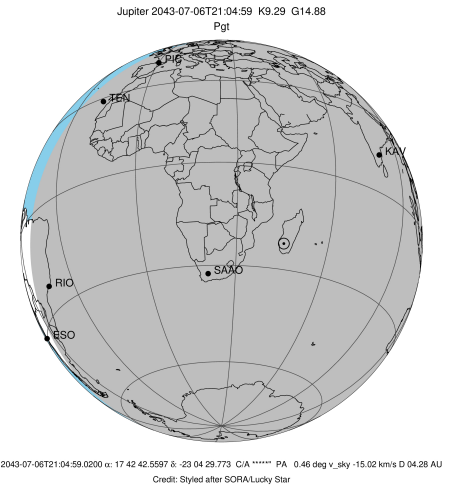 Jupiter 2043-07-06T21:04:59 K9.29 G14.88
Pgt
PIC
TEN
KAV
SAAO
RIO
ESO
2043-07-06T21:04:59.0200 α: 17 42 42.5597 δ: -23 04 29.773 C/A *****" PA 0.46 deg v_sky -15.02 km/s D 04.28 AU
Credit: Styled after SORA/Lucky Star